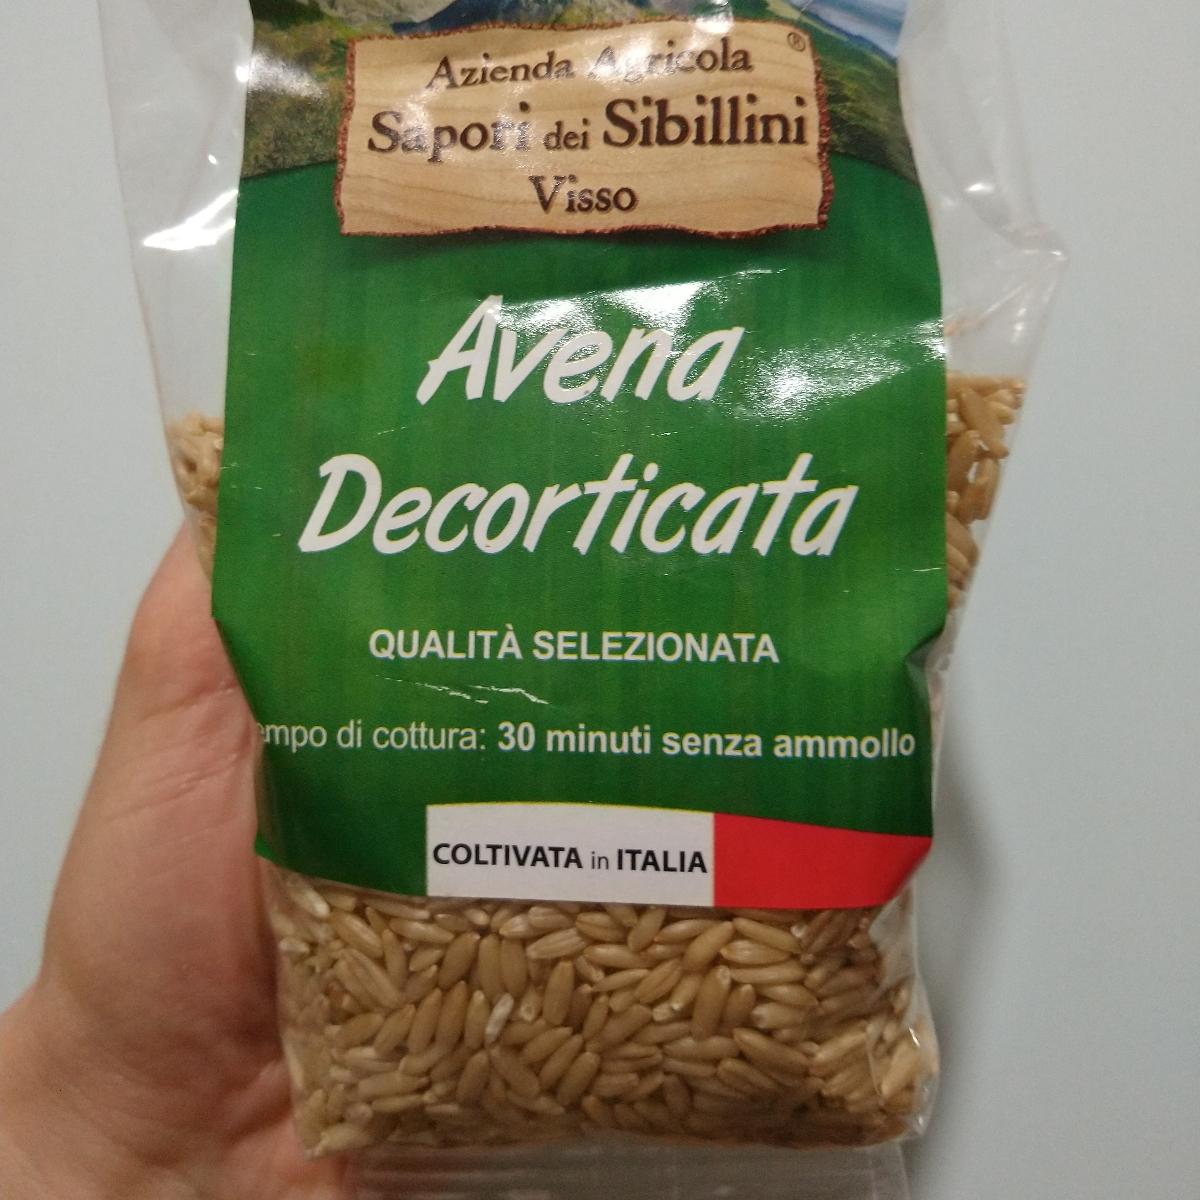 Azienda Agricola ®
Sapori dei Sibillini
Visso
Avena
Decorticata
QUALITÀ SELEZIONATA
empo di cottura: 30 minuti senza ammollo
COLTIVATA in ITALIA